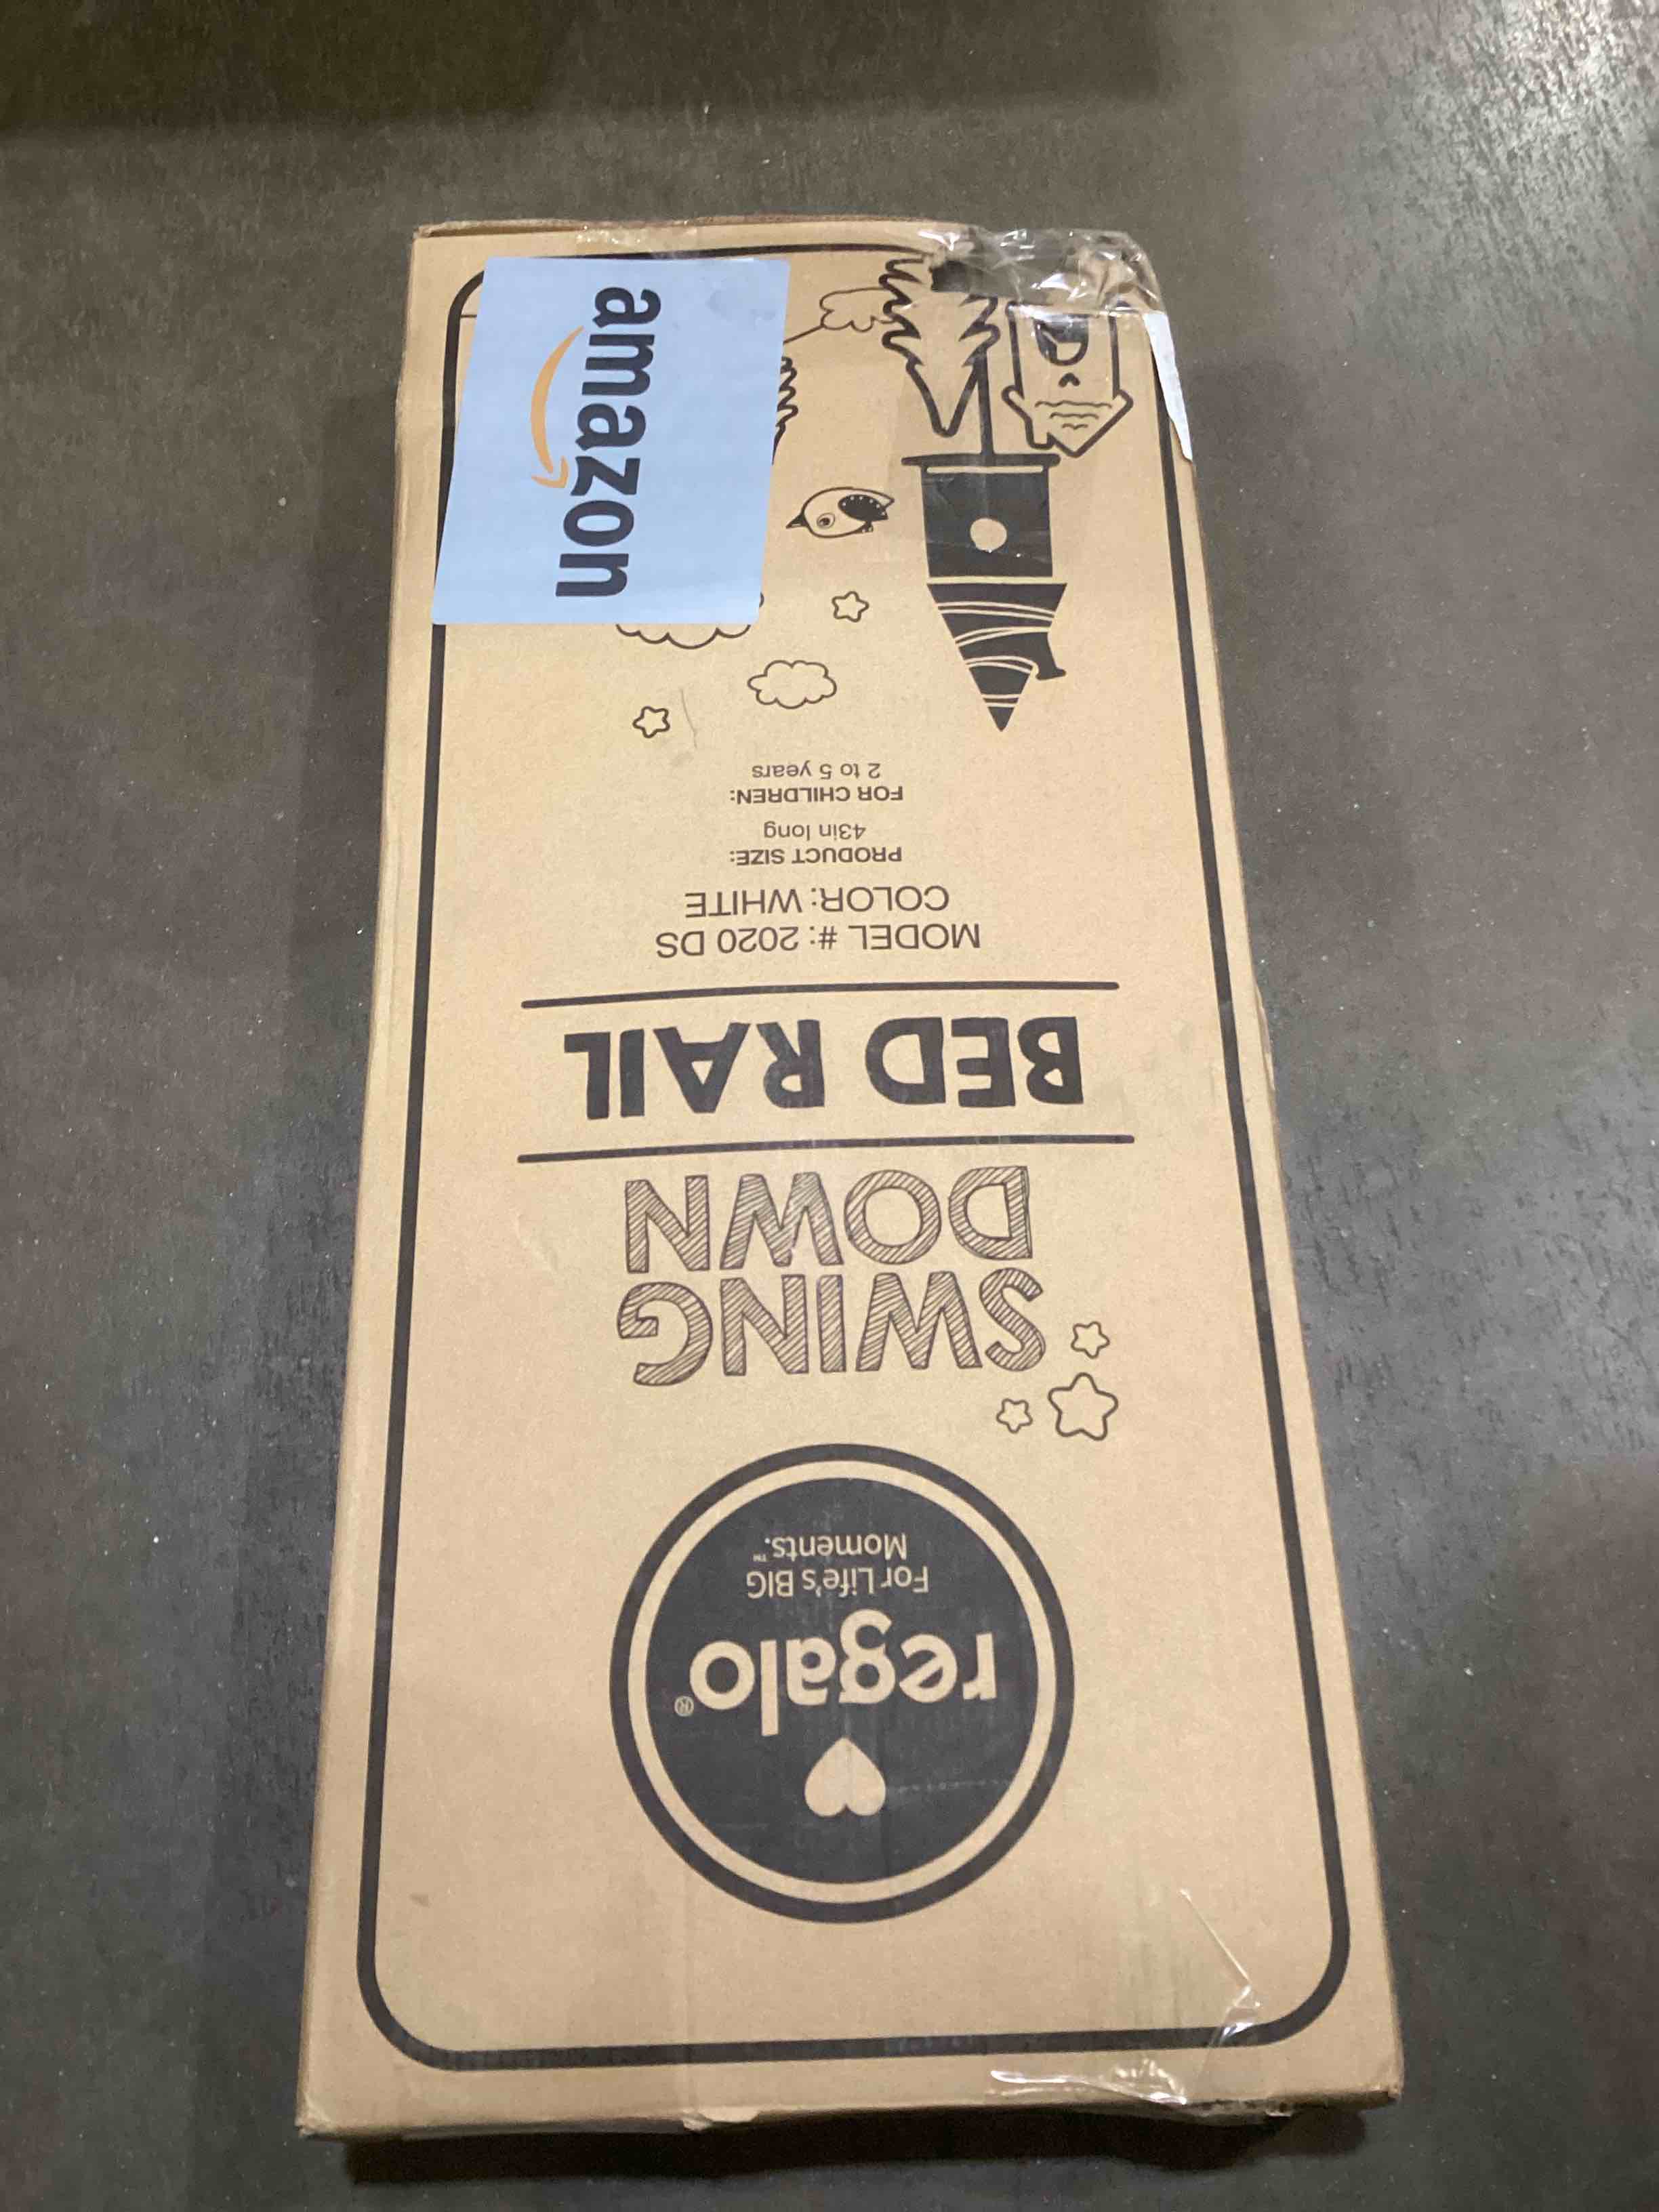 regalo®
For Life's BIG
Moments.™
SWING
DOWN
BED RAIL
MODEL #: 2020 DS
COLOR: WHITE
PRODUCT SIZE:
43in long
FOR CHILDREN:
2 to 5 years
amazon